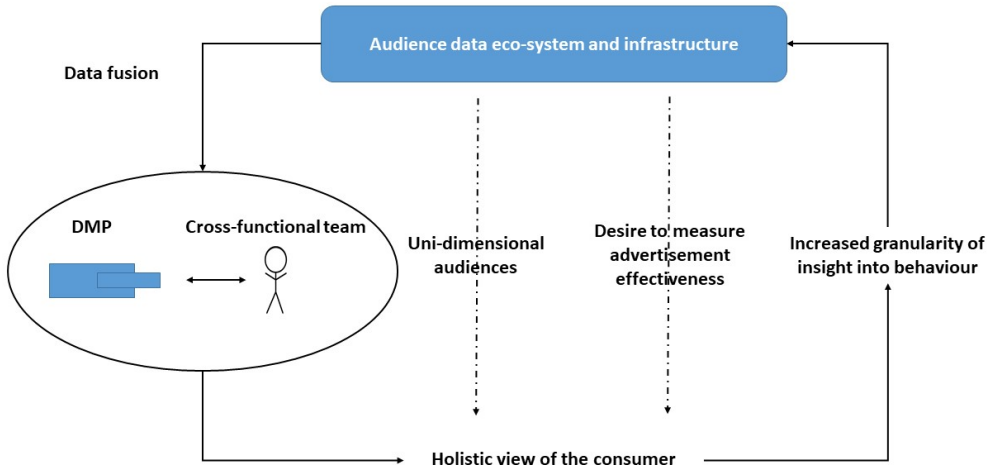 Audience data eco-system and infrastructure
Data fusion
DMP
Cross-functional team
Uni-dimensional
audiences
Desire to measure
advertisement
effectiveness
Increased granularity of
insight into behaviour
Holistic view of the consumer